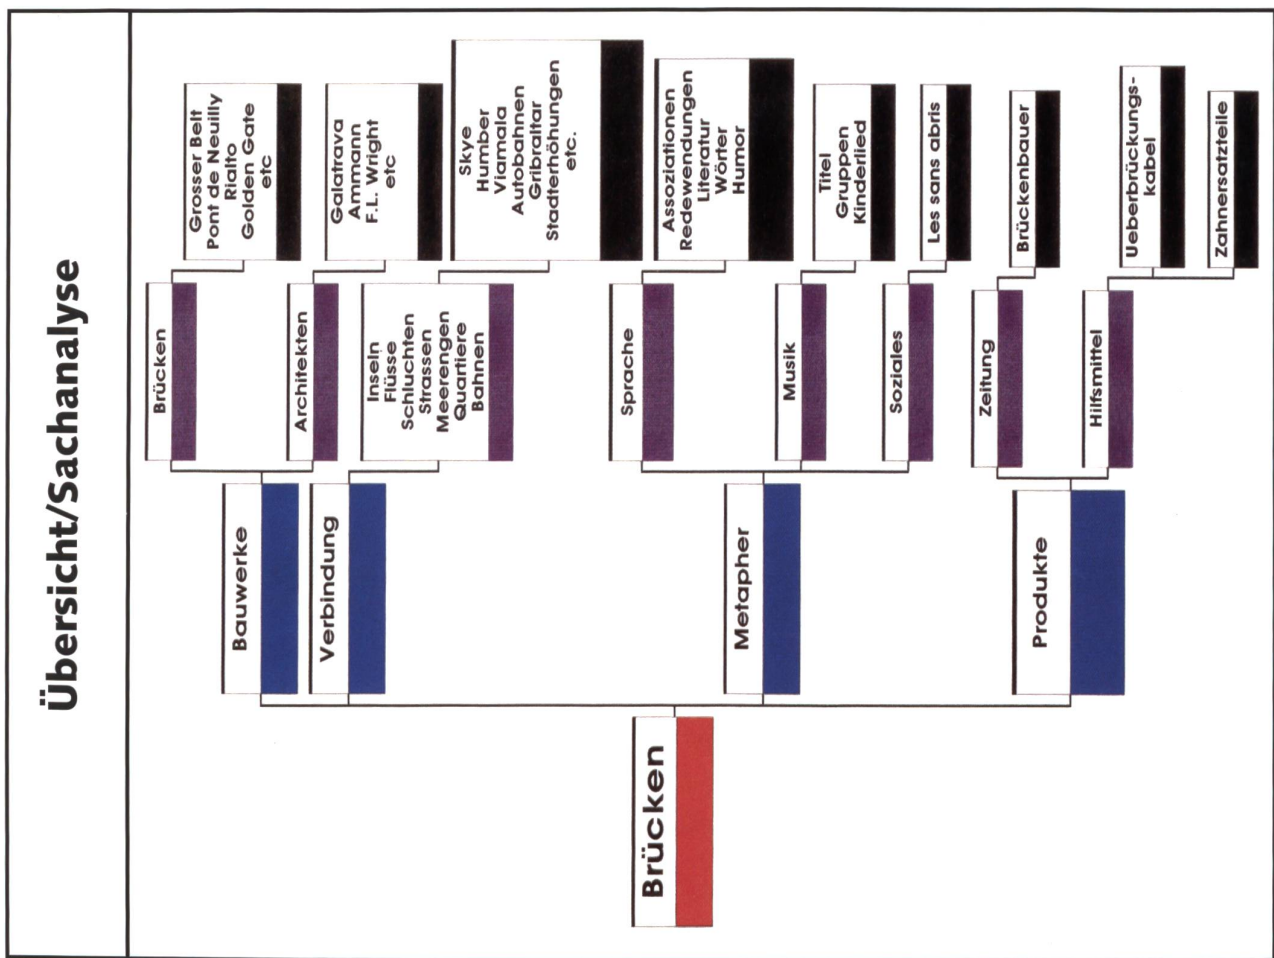 Übersicht/Sachanalyse
Brücken
Bauwerke
Verbindung
Metapher
Produkte
Brücken
Architekten
Inseln
Flüsse
Schluchten
Strassen
Meerengen
Quartiere
Bahnen
Sprache
Musik
Soziales
Zeitung
Hilfsmittel
Grosser Belt
Pont de Neuilly
Rialto
Golden Gate
etc
Galatrava
Ammann
F.L. Wright
etc
Skye
Humber
Viamala
Autobahnen
Gribraltar
Stadterhöhungen
etc.
Assoziationen
Redewendungen
Literatur
Wörter
Humor
Titel
Gruppen
Kinderlied
Les sans abris
Brückenbauer
Ueberbrückungs-
kabel
Zahnersatzteile